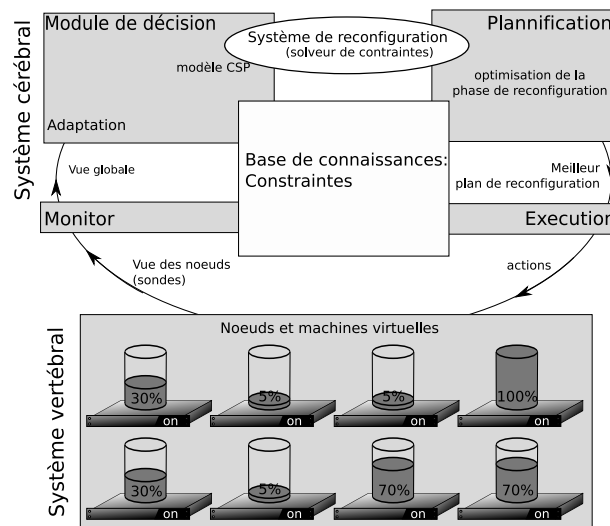 Système cérébral
Module de décision
modèle CSP
Adaptation
Système de reconfiguration
(solveur de contraintes)
Plannification
optimisation de la
phase de reconfiguration
Base de connaissances:
Constraintes
Vue globale
Meilleur
plan de reconfiguration
Monitor
Execution
Vue des noeuds
(sondes)
actions
Système vertébral
Noeuds et machines virtuelles
30%
on
5%
on
5%
on
100%
on
30%
on
5%
on
70%
on
70%
on